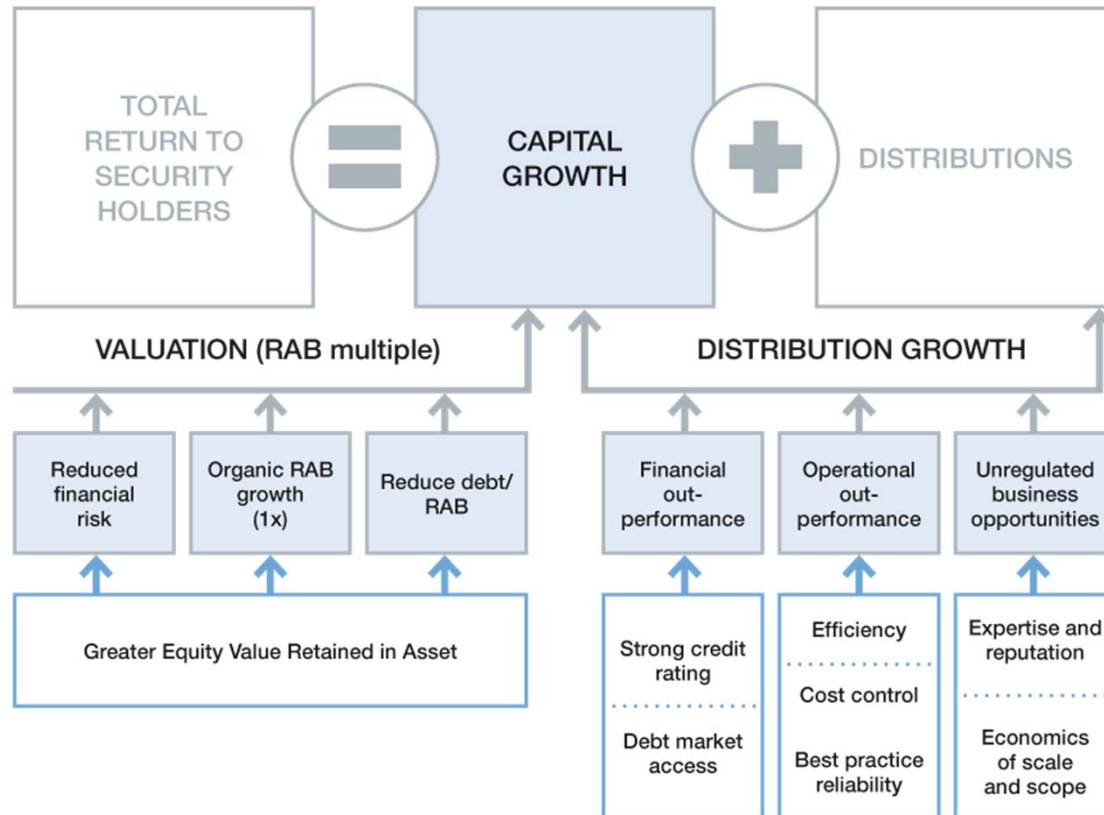 TOTAL
RETURN TO
SECURITY
HOLDERS
CAPITAL
GROWTH
DISTRIBUTIONS
VALUATION (RAB multiple)
DISTRIBUTION GROWTH
Reduced
financial
risk
Organic RAB
growth
(1x)
Reduce debt/
RAB
Financial
out-
performance
Operational
out-
performance
Unregulated
business
opportunities
Greater Equity Value Retained in Asset
Strong credit
rating
Debt market
access
Efficiency
Cost control
Best practice
reliability
Expertise and
reputation
Economics
of scale
and scope